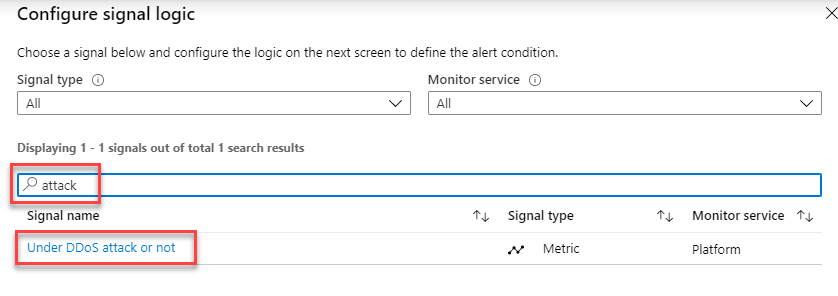 Configure signal logic
Choose a signal below and configure the logic on the next screen to define the alert condition.
Signal type Monitor service
All All
Displaying 1 - 1 signals out of total 1 search results
attack
Signal name Signal type Monitor service
Under DDoS attack or not Metric Platform